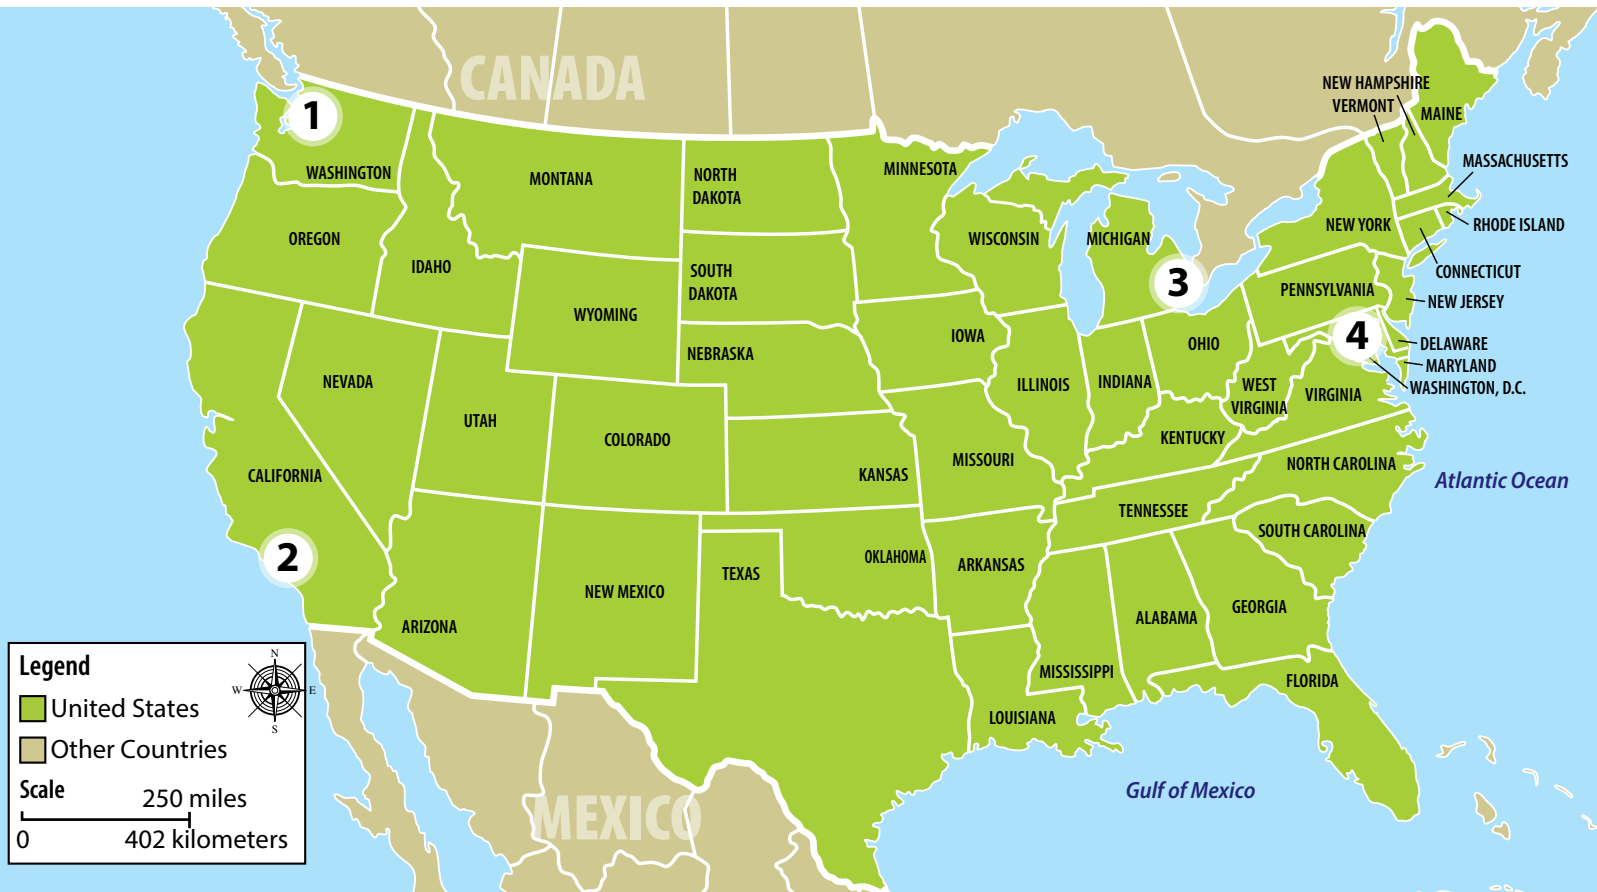 CANADA
NEW HAMPSHIRE
VERMONT
MAINE
1
WASHINGTON
MONTANA
NORTH
DAKOTA
MINNESOTA
MASSACHUSETTS
OREGON
IDAHO
WISCONSIN
MICHIGAN
NEW YORK
RHODE ISLAND
SOUTH
DAKOTA
3
CONNECTICUT
PENNSYLVANIA
NEW JERSEY
WYOMING
IOWA
OHIO
4
DELAWARE
MARYLAND
WASHINGTON, D.C.
NEBRASKA
NEVADA
ILLINOIS
INDIANA
WEST
VIRGINIA
VIRGINIA
UTAH
COLORADO
KENTUCKY
CALIFORNIA
KANSAS
MISSOURI
NORTH CAROLINA
Atlantic Ocean
TENNESSEE
SOUTH CAROLINA
2
OKLAHOMA
ARKANSAS
TEXAS
NEW MEXICO
ARIZONA
ALABAMA
GEORGIA
MISSISSIPPI
FLORIDA
LOUISIANA
Gulf of Mexico
MEXICO
Legend
N
W
E
S
United States
Other Countries
Scale
250 miles
0
402 kilometers